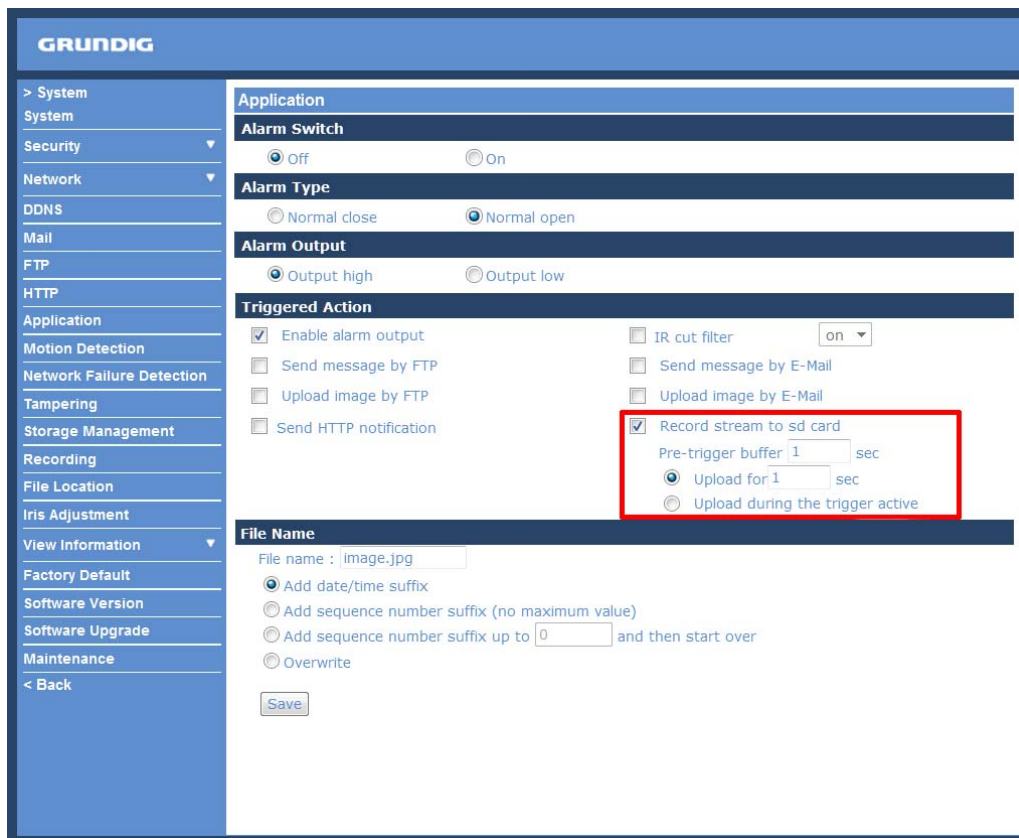 GRUNDIG
> System
System
Security
Network
DDNS
Mail
FTP
HTTP
Application
Motion Detection
Network Failure Detection
Tampering
Storage Management
Recording
File Location
Iris Adjustment
View Information
Factory Default
Software Version
Software Upgrade
Maintenance
< Back
Application
Alarm Switch
Off On
Alarm Type
Normal close Normal open
Alarm Output
Output high Output low
Triggered Action
Enable alarm output IR cut filter on
Send message by FTP Send message by E-Mail
Upload image by FTP Upload image by E-Mail
Send HTTP notification Record stream to sd card
Pre-trigger buffer 1 sec
Upload for 1 sec
Upload during the trigger active
File Name
File name : image.jpg
Add date/time suffix
Add sequence number suffix (no maximum value)
Add sequence number suffix up to 0 and then start over
Overwrite
Save